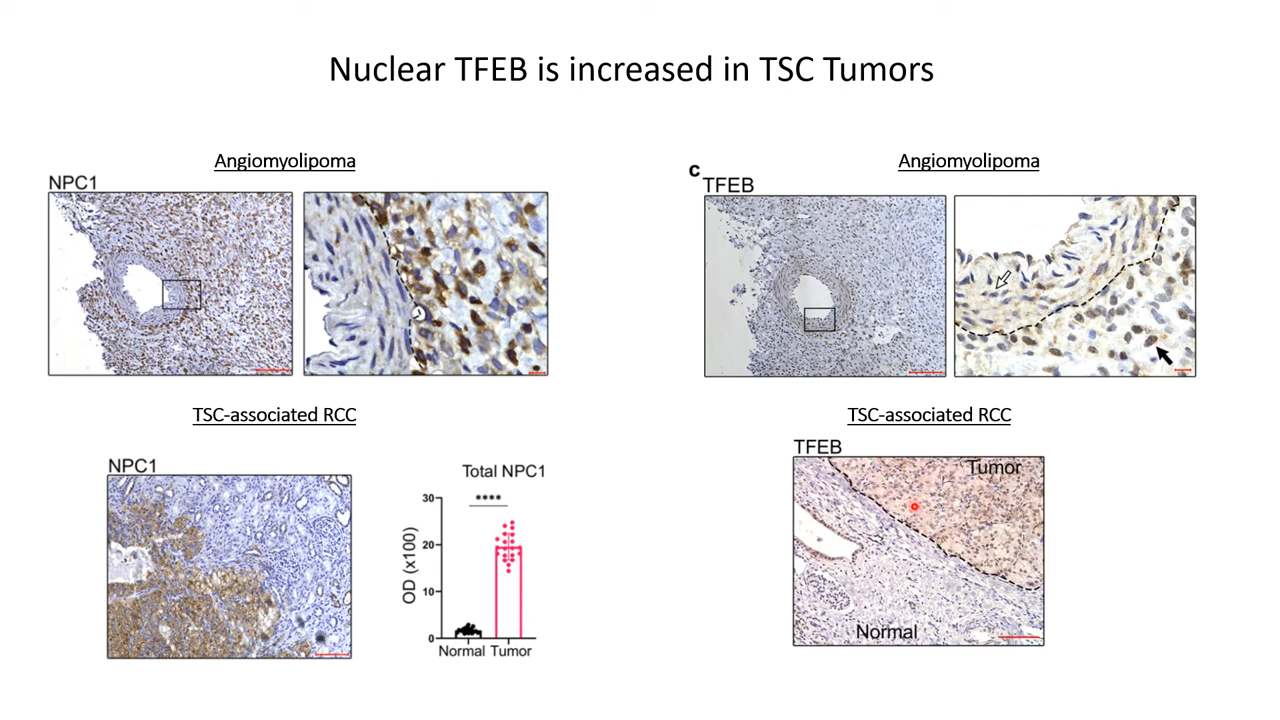 Nuclear TFEB is increased in TSC Tumors
Angiomyolipoma
NPC1
TSC-associated RCC
NPC1
Total NPC1
****
30
20
10
0
OD (x100)
Normal Tumor
c
Angiomyolipoma
TFEB
TSC-associated RCC
TFEB
Tumor
Normal